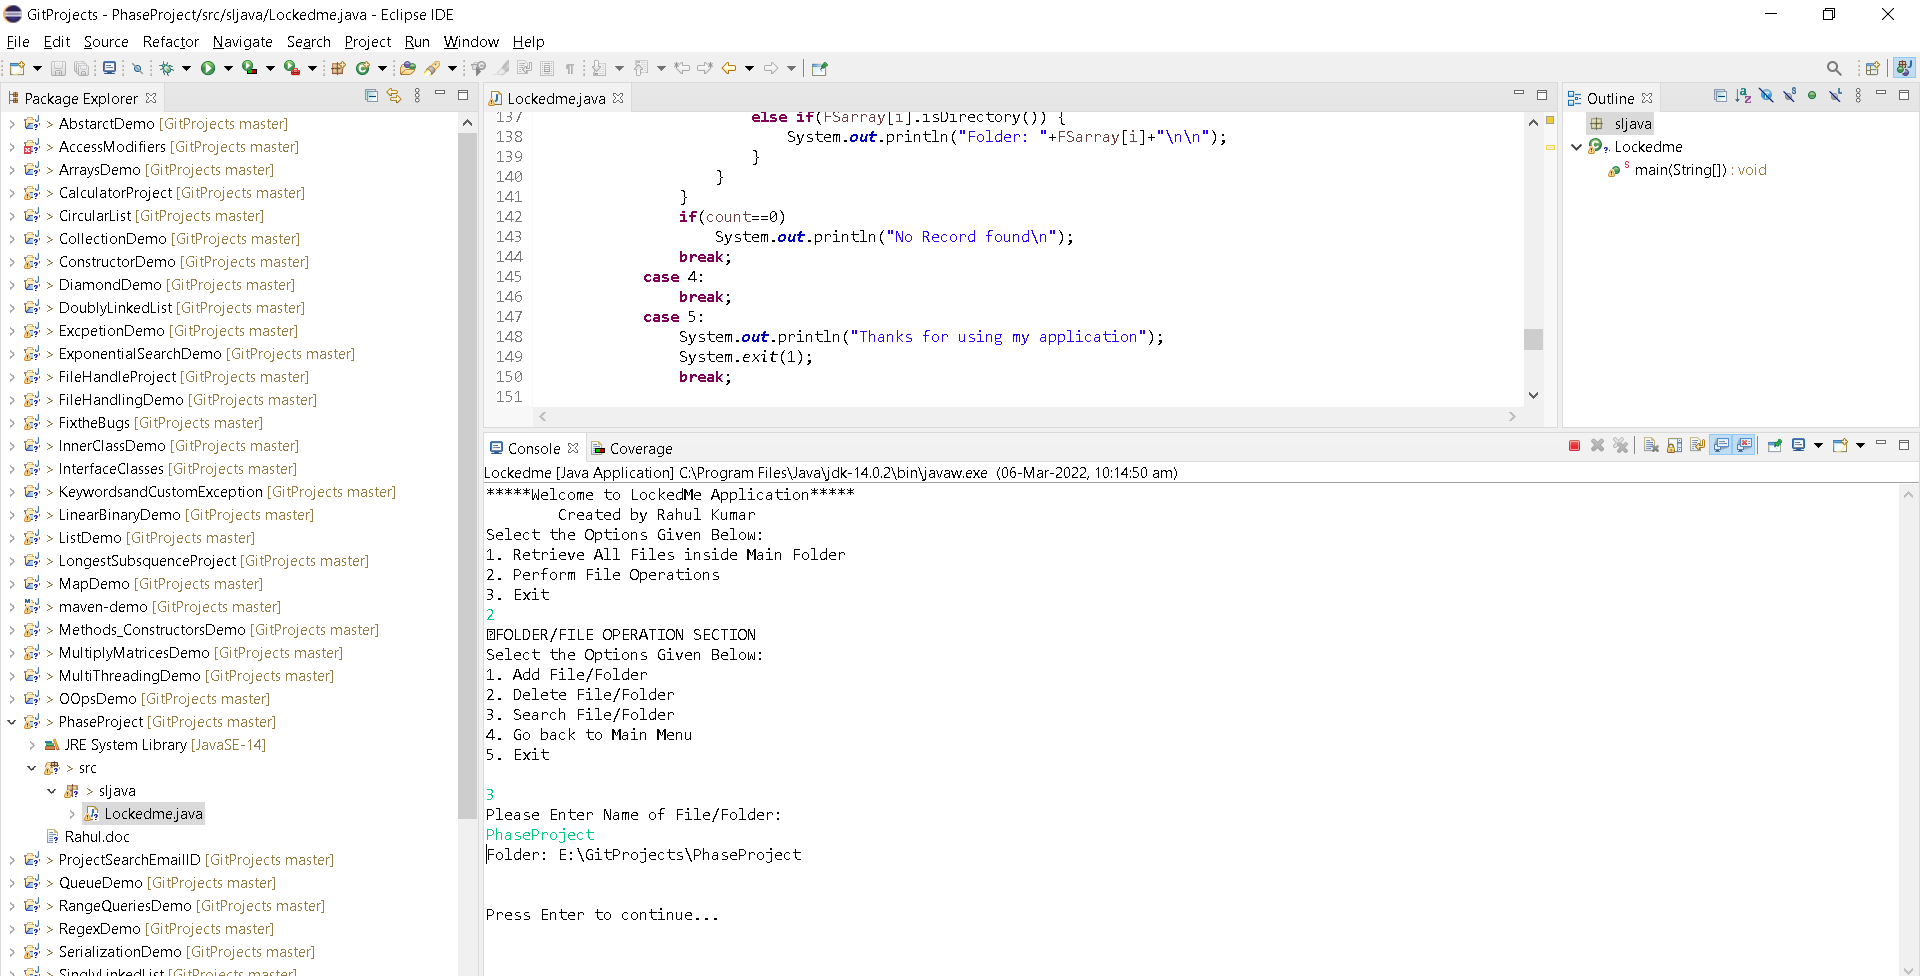 GitProjects - PhaseProject/src/sljava/Lockedme.java - Eclipse IDE
File Edit Source Refactor Navigate Search Project Run Window Help
Package Explorer
> AbstarctDemo [GitProjects master]
> AccessModifiers [GitProjects master]
> ArraysDemo [GitProjects master]
> CalculatorProject [GitProjects master]
> CircularList [GitProjects master]
> CollectionDemo [GitProjects master]
> ConstructorDemo [GitProjects master]
> DiamondDemo [GitProjects master]
> DoublyLinkedList [GitProjects master]
> ExcpetionDemo [GitProjects master]
> ExponentialSearchDemo [GitProjects master]
> FileHandleProject [GitProjects master]
> FileHandlingDemo [GitProjects master]
> FixtheBugs [GitProjects master]
> InnerClassDemo [GitProjects master]
> InterfaceClasses [GitProjects master]
> KeywordsandCustomException [GitProjects master]
> LinearBinaryDemo [GitProjects master]
> ListDemo [GitProjects master]
> LongestSubsquenceProject [GitProjects master]
> MapDemo [GitProjects master]
> maven-demo [GitProjects master]
> Methods_ConstructorsDemo [GitProjects master]
> MultiplyMatricesDemo [GitProjects master]
> MultiThreadingDemo [GitProjects master]
> OOpsDemo [GitProjects master]
> PhaseProject [GitProjects master]
JRE System Library [JavaSE-14]
> src
> sljava
Lockedme.java
Rahul.doc
> ProjectSearchEmailID [GitProjects master]
> QueueDemo [GitProjects master]
> RangeQueriesDemo [GitProjects master]
> RegexDemo [GitProjects master]
> SerializationDemo [GitProjects master]
> SinglyLinkedList [GitProjects master]
Lockedme.java
137 else if(FSarray[i].isDirectory()) {
138 System.out.println("Folder: "+FSarray[i]+"\n\n");
139 }
140 }
141 }
142 if(count==0)
143 System.out.println("No Record found\n");
144 break;
145 case 4:
146 break;
147 case 5:
148 System.out.println("Thanks for using my application");
149 System.exit(1);
150 break;
151
Outline
sljava
Lockedme
main(String[]) : void
Console Coverage
Lockedme [Java Application] C:\Program Files\Java\jdk-14.0.2\bin\javaw.exe (06-Mar-2022, 10:14:50 am)
*****Welcome to LockedMe Application*****
Created by Rahul Kumar
Select the Options Given Below:
1. Retrieve All Files inside Main Folder
2. Perform File Operations
3. Exit
2
FOLDER/FILE OPERATION SECTION
Select the Options Given Below:
1. Add File/Folder
2. Delete File/Folder
3. Search File/Folder
4. Go back to Main Menu
5. Exit
3
Please Enter Name of File/Folder:
PhaseProject
Folder: E:\GitProjects\PhaseProject
Press Enter to continue...